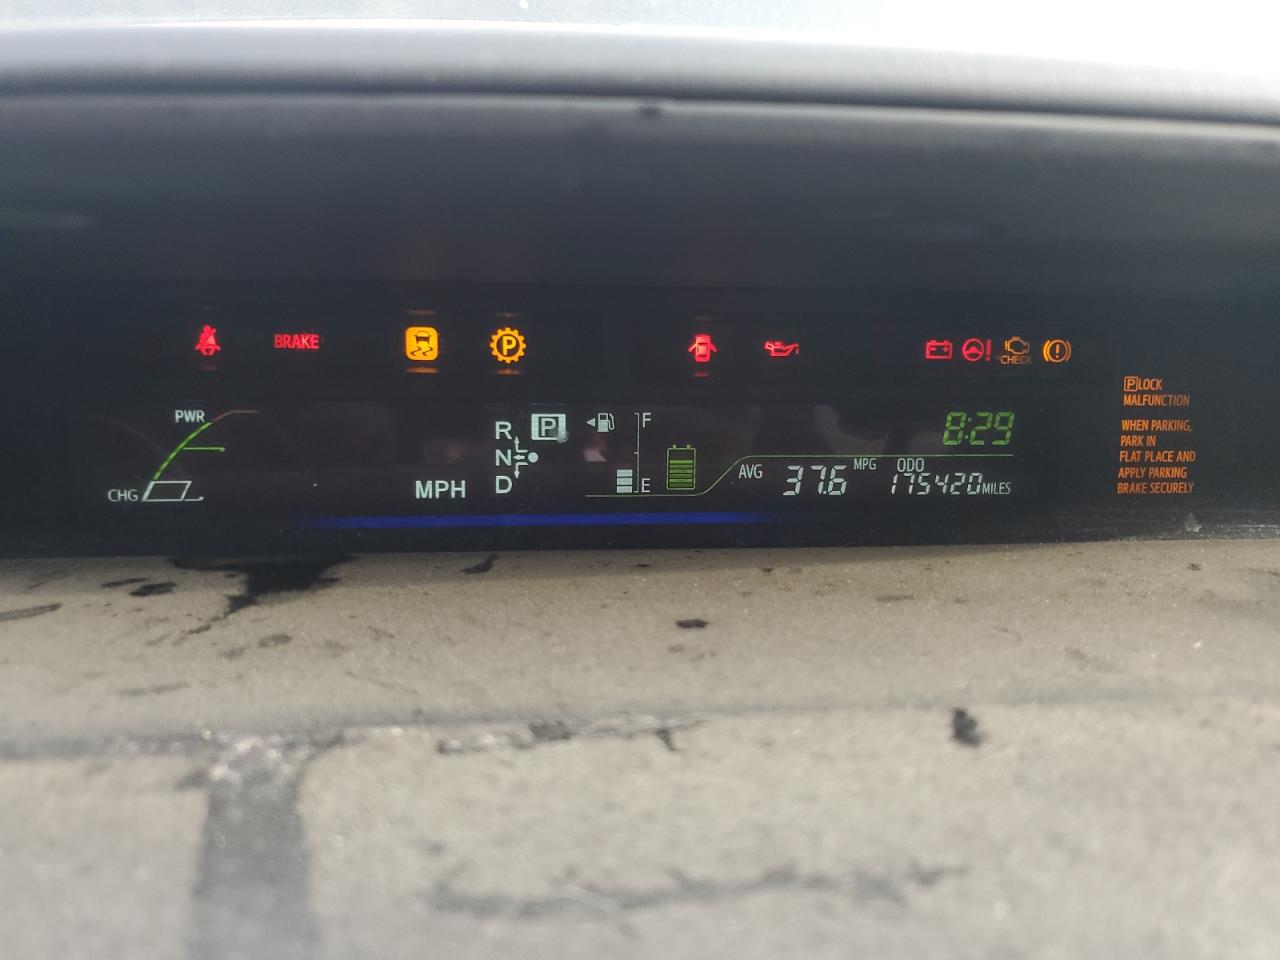 BRAKE
P
CHECK
P LOCK
MALFUNCTION
WHEN PARKING,
PARK IN
FLAT PLACE AND
APPLY PARKING
BRAKE SECURELY
PWR
CHG
MPH
R P
N
D
F
E
8:29
AVG 37.6 MPG
ODO
175420 MILES